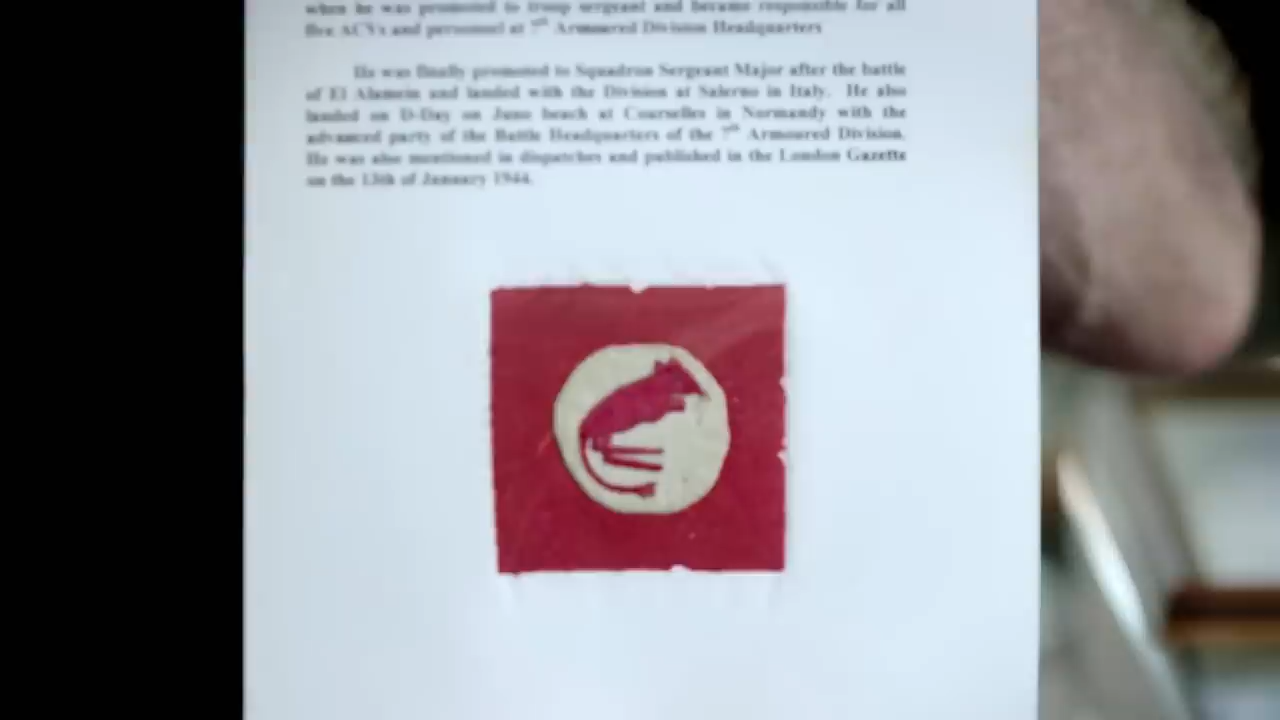 when he was promoted to troop sergeant and became responsible for all
five ACVs and personnel at 7th Armoured Division Headquarters
He was finally promoted to Squadron Sergeant Major after the battle
of El Alamein and landed with the Division at Salerno in Italy. He also
landed on D-Day on Juno beach at Courselles in Normandy with the
advanced party of the Battle Headquarters of the 7th Armoured Division.
He was also mentioned in dispatches and published in the London Gazette
on the 13th of January 1944.